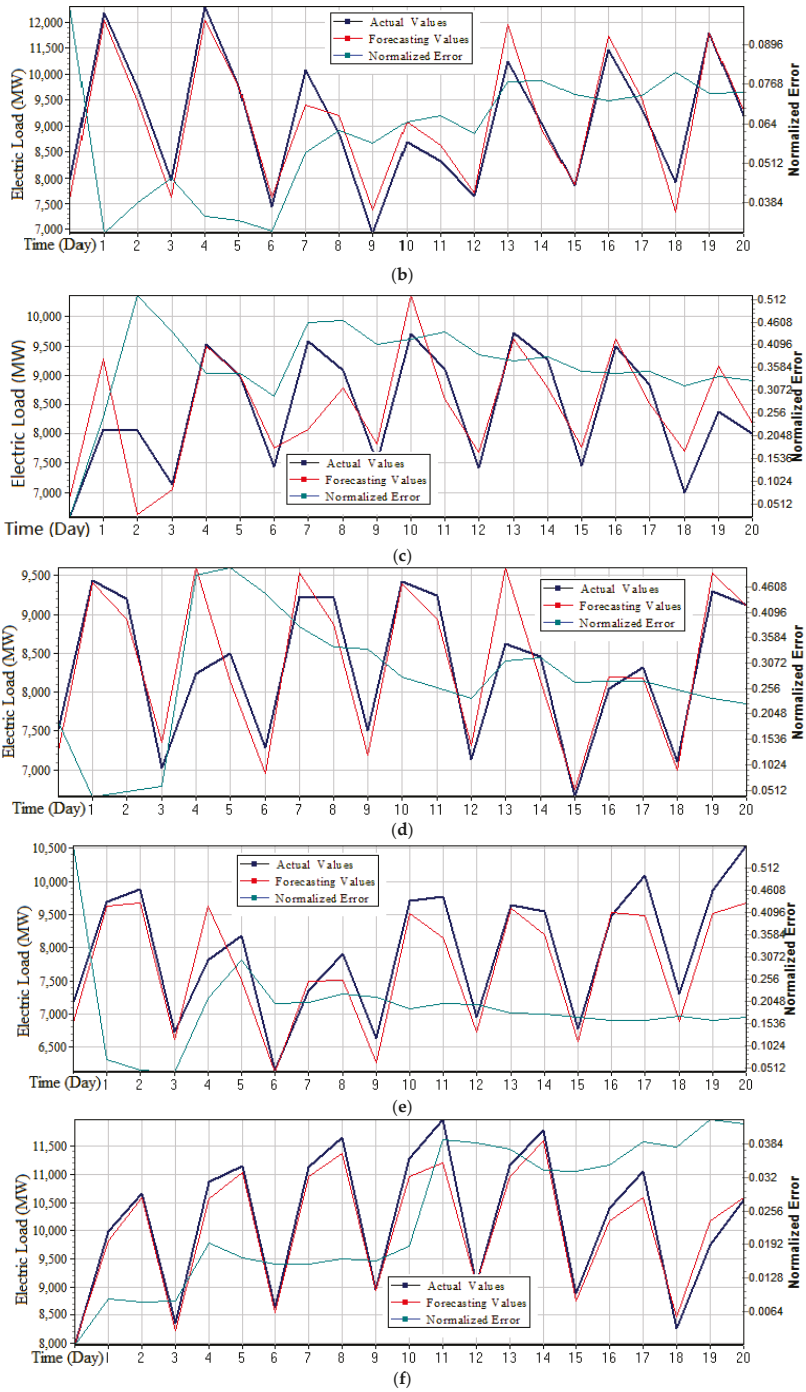 Electric Load (MW)
12,000
11,500
10,000
9,500
9,000
8,500
8,000
7,500
7,000
Actual Values
Forecasting Values
Normalized Error
0.0896
0.0768
0.064
0.0512
0.0384
Normalized Error
Time (Day) 1 2 3 4 5 6 7 8 9 10 11 12 13 14 15 16 17 18 19 20
(b)
Electric Load (MW)
10,000
9,500
9,000
8,500
8,000
7,500
7,000
Actual Values
Forecasting Values
Normalized Error
0.512
0.4608
0.4096
0.3584
0.3072
0.256
0.2048
0.1536
0.1024
0.0512
Normalized Error
Time (Day) 1 2 3 4 5 6 7 8 9 10 11 12 13 14 15 16 17 18 19 20
(c)
Electric Load (MW)
9,500
9,000
8,500
8,000
7,500
7,000
Actual Values
Forecasting Values
Normalized Error
0.4608
0.4096
0.3584
0.3072
0.256
0.2048
0.1536
0.1024
0.0512
Normalized Error
Time (Day) 1 2 3 4 5 6 7 8 9 10 11 12 13 14 15 16 17 18 19 20
(d)
Electric Load (MW)
10,500
10,000
9,500
8,000
7,500
7,000
6,500
Actual Values
Forecasting Values
Normalized Error
0.512
0.4608
0.4096
0.3584
0.3072
0.256
0.2048
0.1536
0.0512
Normalized Error
Time (Day) 1 2 3 4 5 6 7 8 9 10 11 12 13 14 15 16 17 18 19 20
(e)
Electric Load (MW)
11,500
11,000
10,500
10,000
9,500
9,000
8,500
8,000
Actual Values
Forecasting Values
Normalized Error
0.0384
0.032
0.0256
0.0192
0.0128
0.0064
Normalized Error
Time (Day) 1 2 3 4 5 6 7 8 9 10 11 12 13 14 15 16 17 18 19 20
(f)